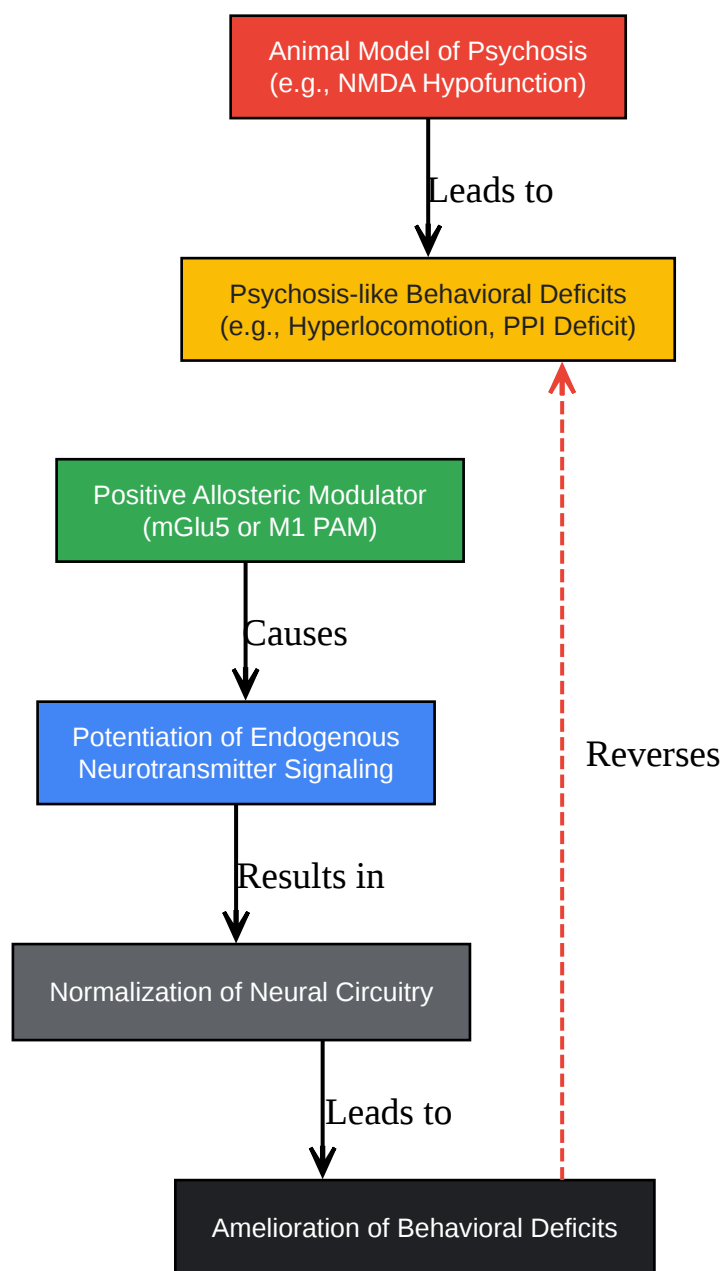 Animal Model of Psychosis
(e.g., NMDA Hypofunction)
Leads to
Psychosis-like Behavioral Deficits
(e.g., Hyperlocomotion, PPI Deficit)
Positive Allosteric Modulator
(mGlu5 or M1 PAM)
Causes
Potentiation of Endogenous
Neurotransmitter Signaling
Reverses
Results in
Normalization of Neural Circuitry
Leads to
Amelioration of Behavioral Deficits